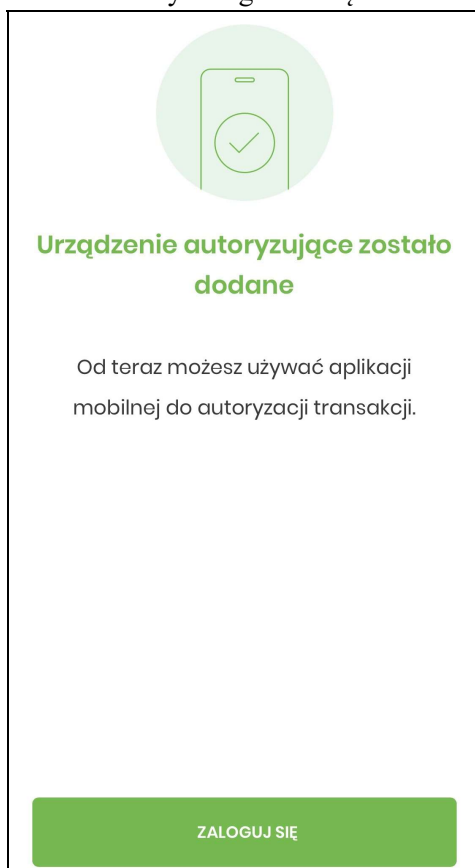 Urządzenie autoryzujące zostało
dodane
Od teraz możesz używać aplikacji
mobilnej do autoryzacji transakcji.
ZALOGUJ SIĘ